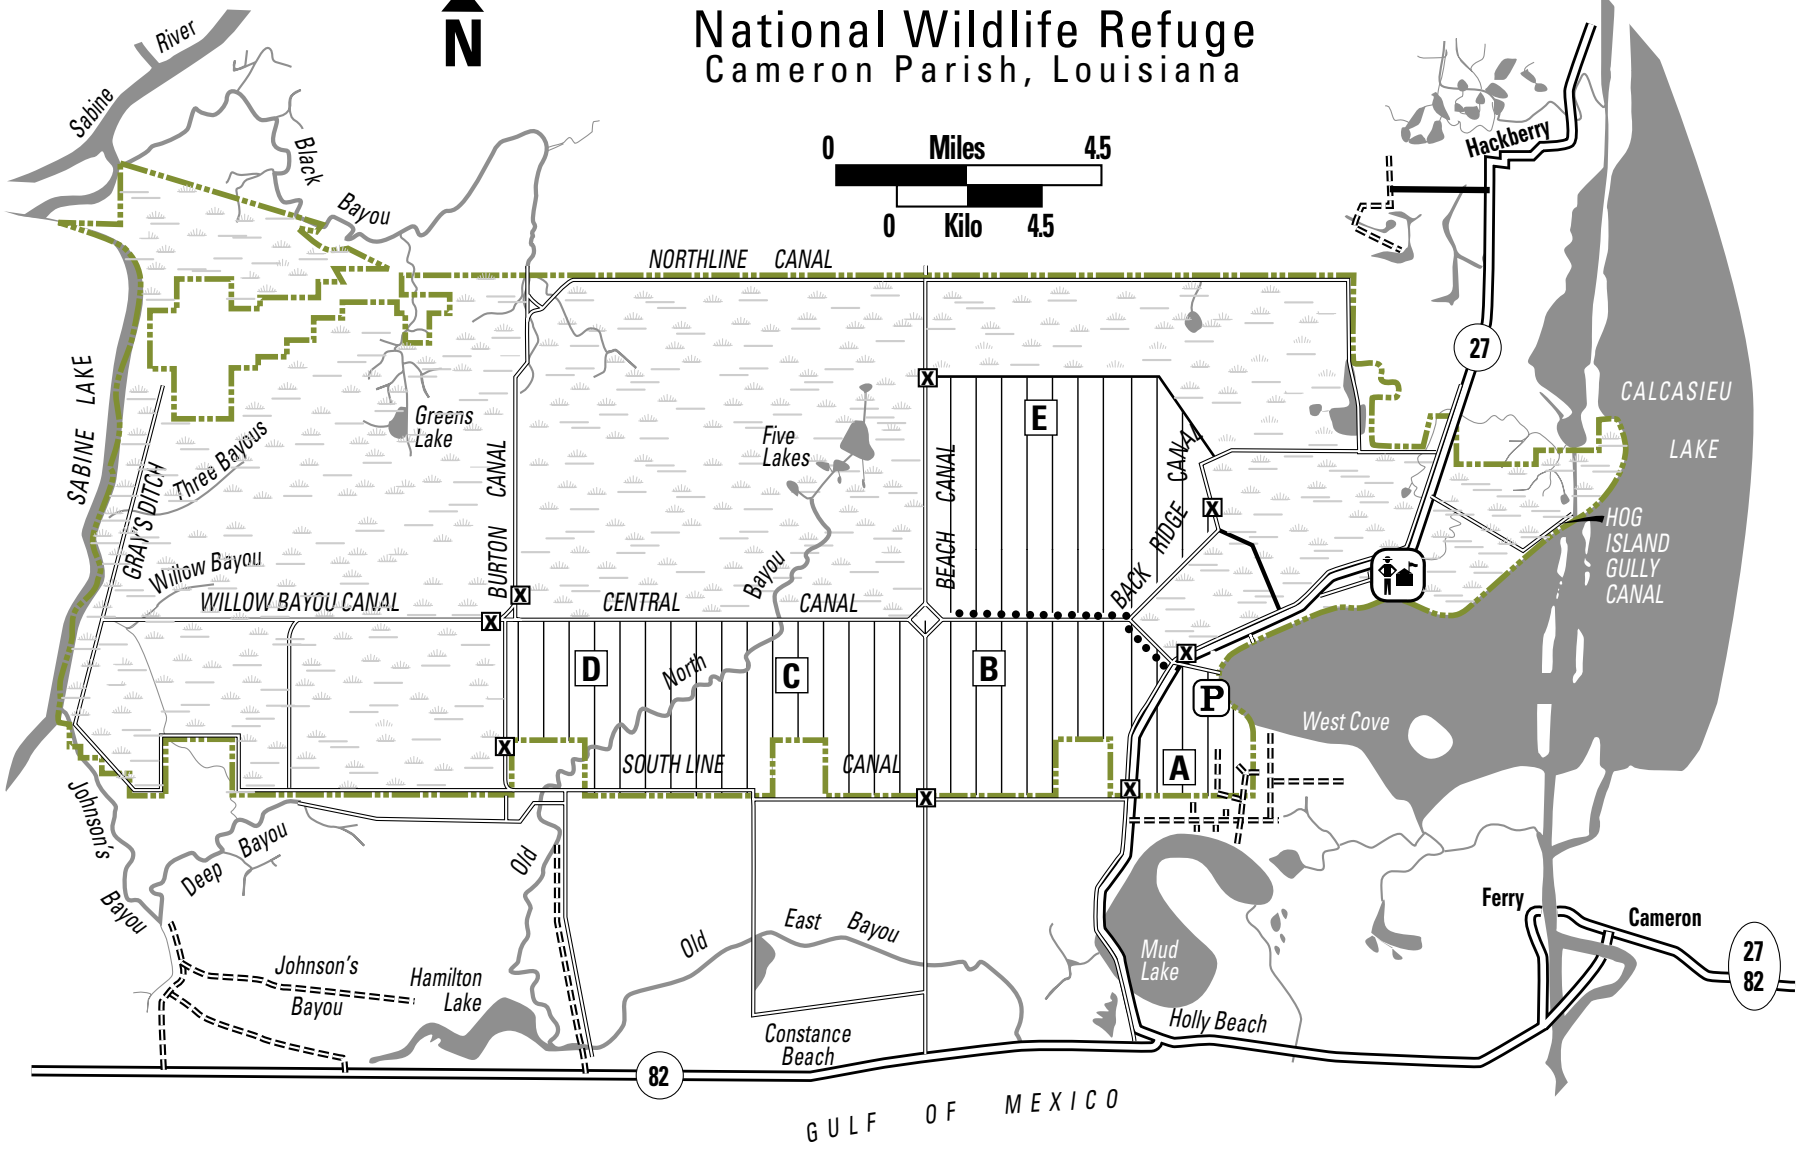 N
National Wildlife Refuge
Cameron Parish, Louisiana
0 Miles 4.5
0 Kilo 4.5
Sabine River
Black Bayou
Hackberry
NORTHLINE CANAL
27
SABINE LAKE
Greens
Lake
Five
Lakes
E
CALCASIEU
LAKE
GRAY'S DITCH
Three Bayous
BURTON CANAL
BEACH CANAL
BACK RIDGE CANAL
X
X
HOG
ISLAND
GULLY
CANAL
Willow Bayou
WILLOW BAYOU CANAL
CENTRAL CANAL
X
X
X
D
C
B
P
Old North Bayou
West Cove
X
SOUTH LINE CANAL
A
X
X
Johnson's Bayou
Deep Bayou
Old East Bayou
Ferry
Cameron
27
82
Mud
Lake
Johnson's
Bayou
Hamilton
Lake
Holly Beach
Constance
Beach
82
GULF OF MEXICO